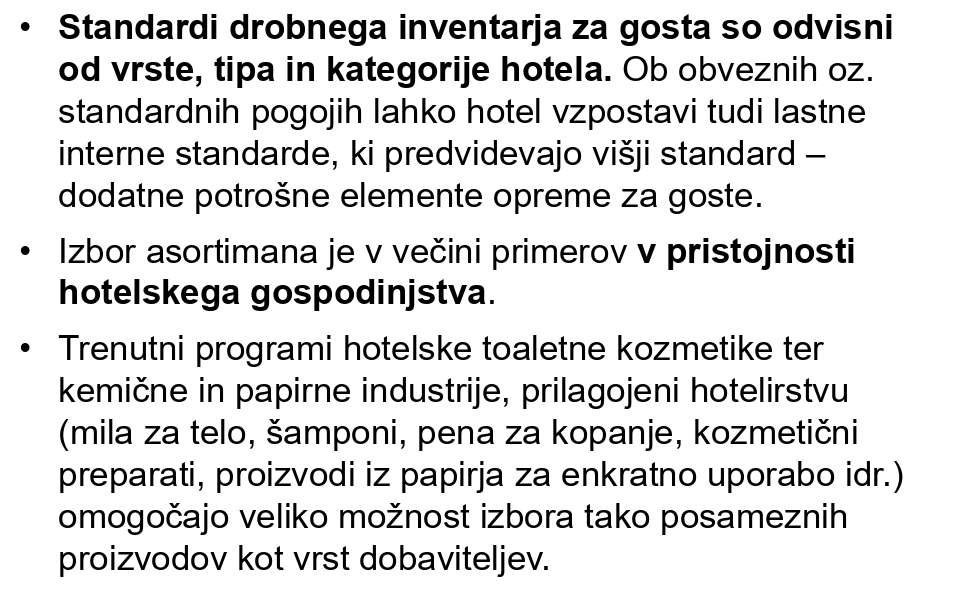 • Standardi drobnega inventarja za gosta so odvisni
od vrste, tipa in kategorije hotela. Ob obveznih oz.
standardnih pogojih lahko hotel vzpostavi tudi lastne
interne standarde, ki predvidevajo višji standard –
dodatne potrošne elemente opreme za goste.
• Izbor asortimana je v večini primerov v pristojnosti
hotelskega gospodinjstva.
• Trenutni programi hotelske toaletne kozmetike ter
kemične in papirne industrije, prilagojeni hotelirstvu
(mila za telo, šamponi, pena za kopanje, kozmetični
preparati, proizvodi iz papirja za enkratno uporabo idr.)
omogočajo veliko možnost izbora tako posameznih
proizvodov kot vrst dobaviteljev.